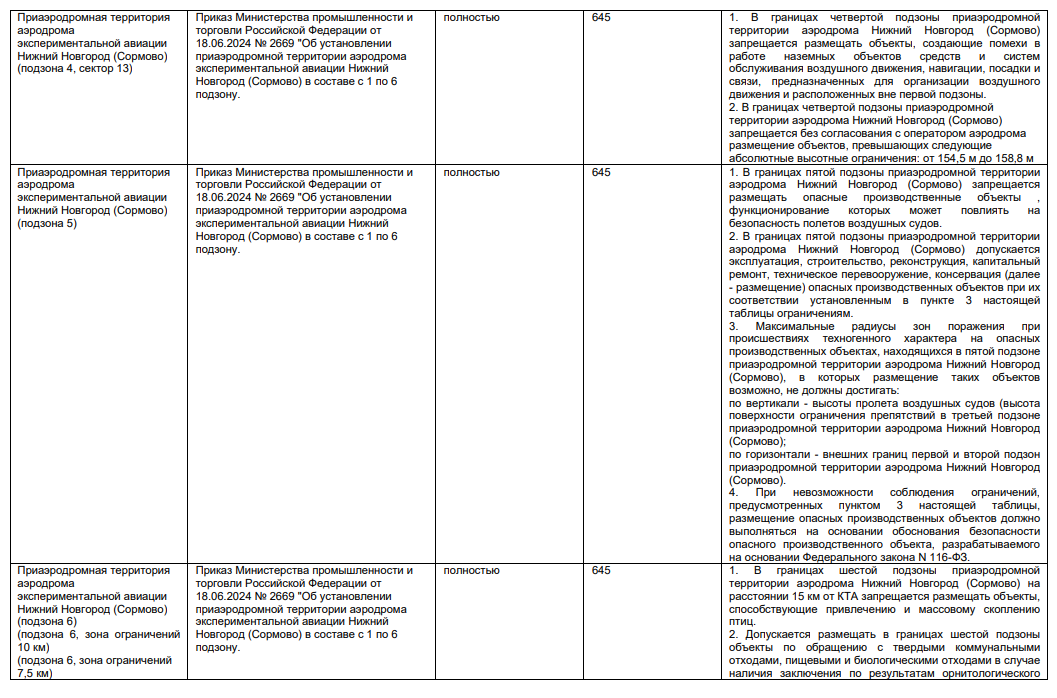 Приаэродромная территория
аэродрома
экспериментальной авиации
Нижний Новгород (Сормово)
(подзона 4, сектор 13)
Приказ Министерства промышленности и
торговли Российской Федерации от
18.06.2024 № 2669 "Об установлении
приаэродромной территории аэродрома
экспериментальной авиации Нижний
Новгород (Сормово) в составе с 1 по 6
подзону.
полностью
645
1. В границах четвертой подзоны приаэродромной
территории аэродрома Нижний Новгород (Сормово)
запрещается размещать объекты, создающие помехи в
работе наземных объектов средств и систем
обслуживания воздушного движения, навигации, посадки и
связи, предназначенных для организации воздушного
движения и расположенных вне первой подзоны.
2. В границах четвертой подзоны приаэродромной
территории аэродрома Нижний Новгород (Сормово)
запрещается без согласования с оператором аэродрома
размещение объектов, превышающих следующие
абсолютные высотные ограничения: от 154,5 м до 158,8 м
Приаэродромная территория
аэродрома
экспериментальной авиации
Нижний Новгород (Сормово)
(подзона 5)
Приказ Министерства промышленности и
торговли Российской Федерации от
18.06.2024 № 2669 "Об установлении
приаэродромной территории аэродрома
экспериментальной авиации Нижний
Новгород (Сормово) в составе с 1 по 6
подзону.
полностью
645
1. В границах пятой подзоны приаэродромной территории
аэродрома Нижний Новгород (Сормово) запрещается
размещать опасные производственные объекты ,
функционирование которых может повлиять на
безопасность полетов воздушных судов.
2. В границах пятой подзоны приаэродромной территории
аэродрома Нижний Новгород (Сормово) допускается
эксплуатация, строительство, реконструкция, капитальный
ремонт, техническое перевооружение, консервация (далее
- размещение) опасных производственных объектов при их
соответствии установленным в пункте 3 настоящей
таблицы ограничениям.
3. Максимальные радиусы зон поражения при
происшествиях техногенного характера на опасных
производственных объектах, находящихся в пятой подзоне
приаэродромной территории аэродрома Нижний Новгород
(Сормово), в которых размещение таких объектов
возможно, не должны достигать:
по вертикали - высоты пролета воздушных судов (высота
поверхности ограничения препятствий в третьей подзоне
приаэродромной территории аэродрома Нижний Новгород
(Сормово);
по горизонтали - внешних границ первой и второй подзон
приаэродромной территории аэродрома Нижний Новгород
(Сормово).
4. При невозможности соблюдения ограничений,
предусмотренных пунктом 3 настоящей таблицы,
размещение опасных производственных объектов должно
выполняться на основании обоснования безопасности
опасного производственного объекта, разрабатываемого
на основании Федерального закона N 116-ФЗ.
Приаэродромная территория
аэродрома
экспериментальной авиации
Нижний Новгород (Сормово)
(подзона 6)
(подзона 6, зона ограничений
10 км)
(подзона 6, зона ограничений
7,5 км)
Приказ Министерства промышленности и
торговли Российской Федерации от
18.06.2024 № 2669 "Об установлении
приаэродромной территории аэродрома
экспериментальной авиации Нижний
Новгород (Сормово) в составе с 1 по 6
подзону.
полностью
645
1. В границах шестой подзоны приаэродромной
территории аэродрома Нижний Новгород (Сормово) на
расстоянии 15 км от КТА запрещается размещать объекты,
способствующие привлечению и массовому скоплению
птиц.
2. Допускается размещать в границах шестой подзоны
объекты по обращению с твердыми коммунальными
отходами, пищевыми и биологическими отходами в случае
наличия заключения по результатам орнитологического